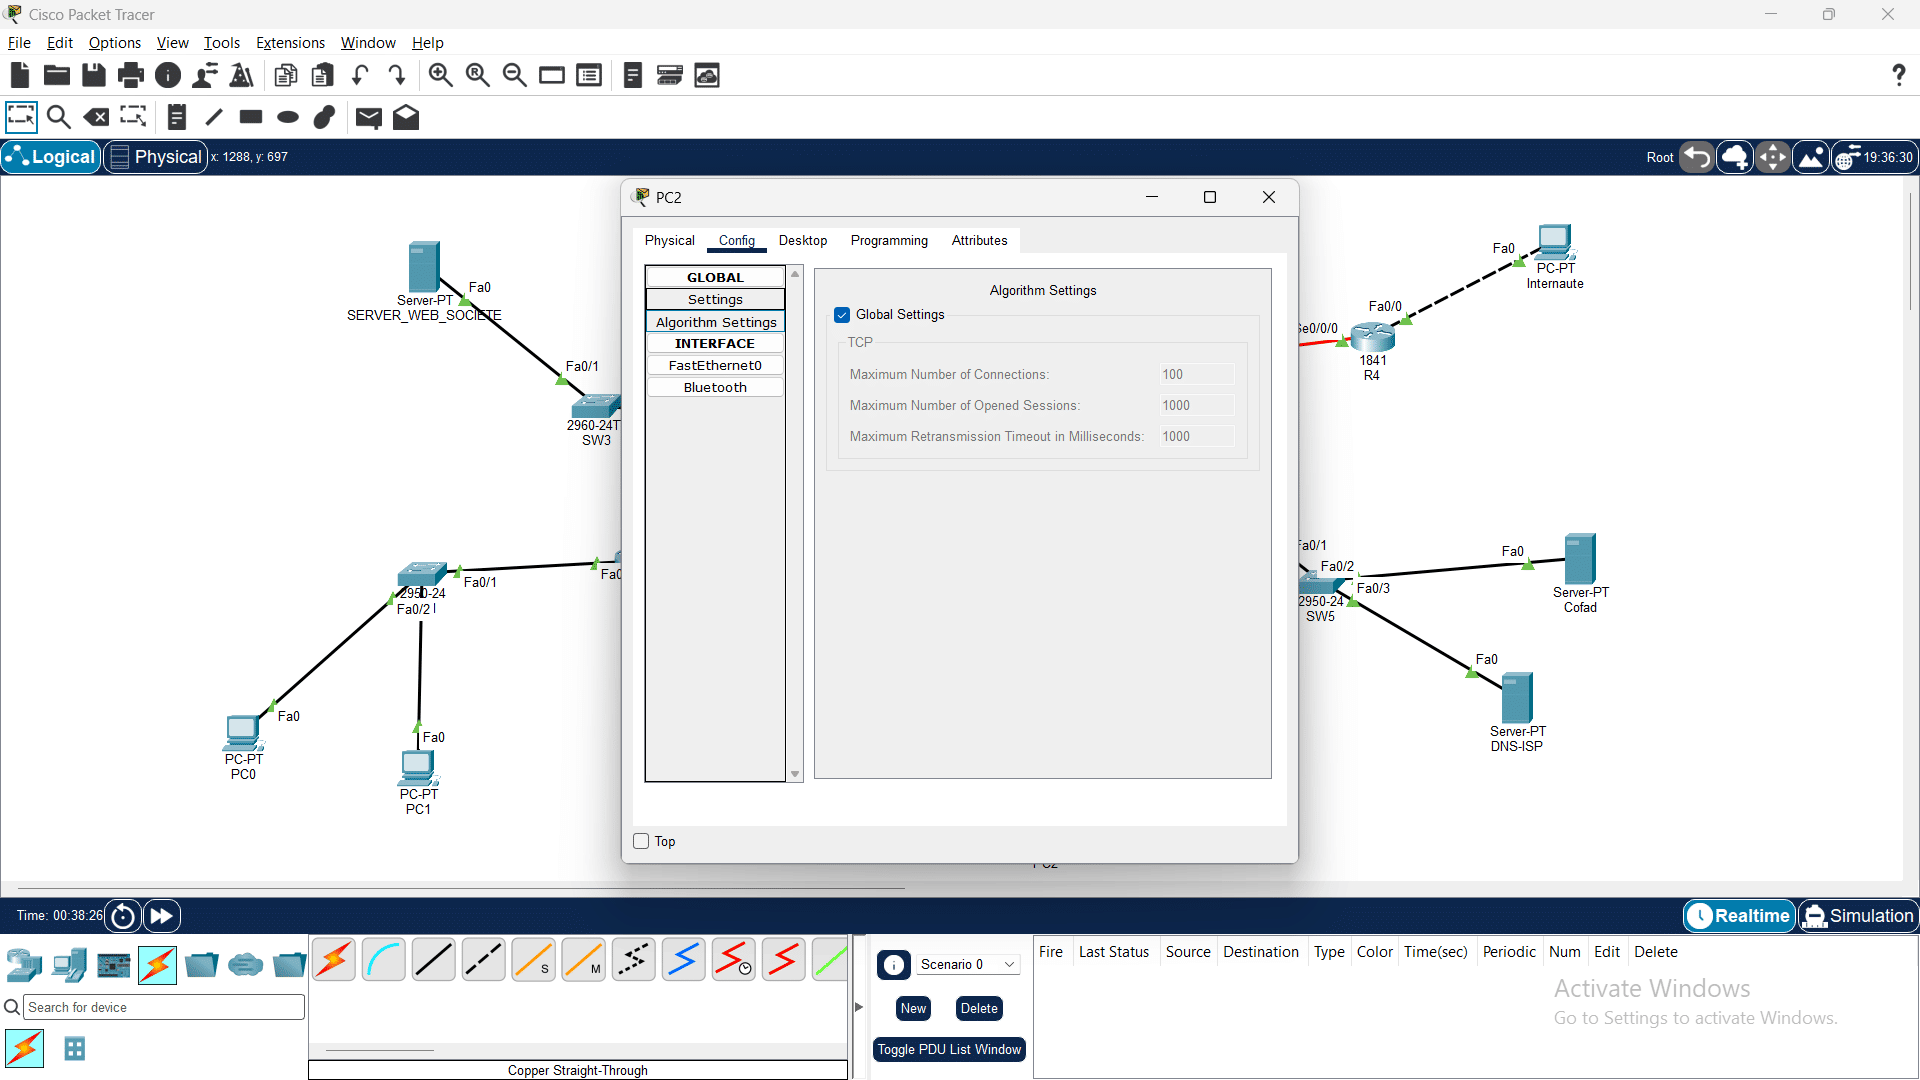 Cisco Packet Tracer
File Edit Options View Tools Extensions Window Help
Logical Physical x: 1288, y: 697 Root 19:36:30
PC2
Physical Config Desktop Programming Attributes
GLOBAL
Settings
Algorithm Settings
INTERFACE
FastEthernet0
Bluetooth
Algorithm Settings
Global Settings
TCP
Maximum Number of Connections: 100
Maximum Number of Opened Sessions: 1000
Maximum Retransmission Timeout in Milliseconds: 1000
Top
Fa0
Server-PT
SERVER_WEB_SOCIETE
Fa0/1
2960-24T
SW3
Fa0/1
2950-24
Fa0/2
Fa0
PC-PT
PC0
Fa0
PC-PT
PC1
Fa0
PC-PT
Internaute
Fa0/0
Se0/0/0
1841
R4
Fa0/1
Fa0/2
Fa0/3
2950-24
SW5
Fa0
Server-PT
Cofad
Fa0
Server-PT
DNS-ISP
PC2
Time: 00:38:26 Realtime Simulation
Search for device
S
M
Copper Straight-Through
Scenario 0
New Delete
Toggle PDU List Window
Fire Last Status Source Destination Type Color Time(sec) Periodic Num Edit Delete
Activate Windows
Go to Settings to activate Windows.